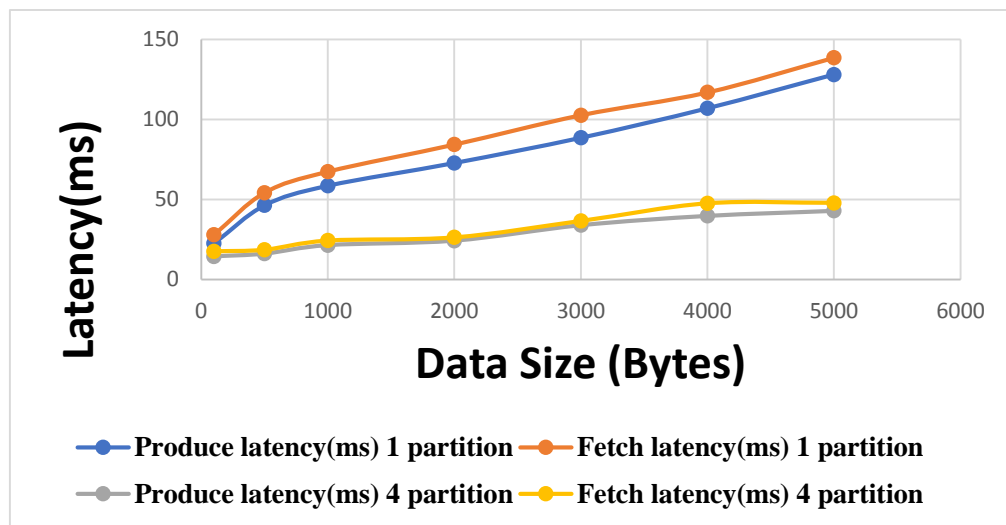 150
100
50
0
Latency(ms)
0 1000 2000 3000 4000 5000 6000
Data Size (Bytes)
Produce latency(ms) 1 partition Fetch latency(ms) 1 partition
Produce latency(ms) 4 partition Fetch latency(ms) 4 partition